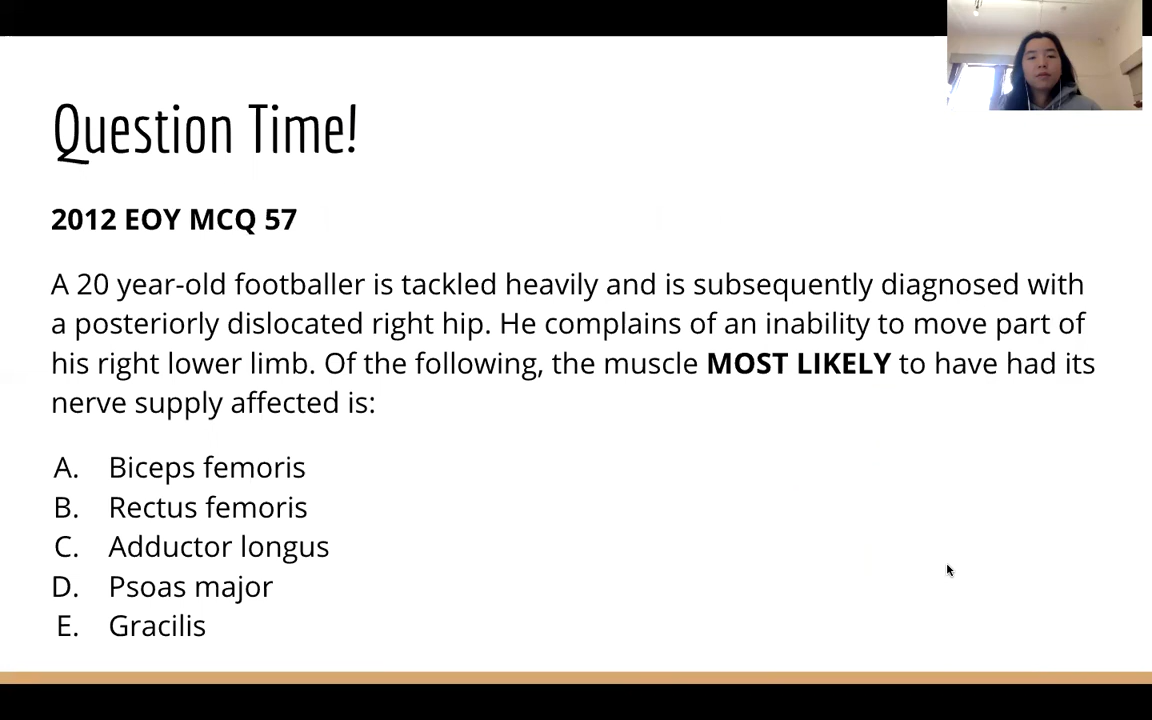 Question Time!
2012 EOY MCQ 57
A 20 year-old footballer is tackled heavily and is subsequently diagnosed with
a posteriorly dislocated right hip. He complains of an inability to move part of
his right lower limb. Of the following, the muscle MOST LIKELY to have had its
nerve supply affected is:
A. Biceps femoris
B. Rectus femoris
C. Adductor longus
D. Psoas major
E. Gracilis